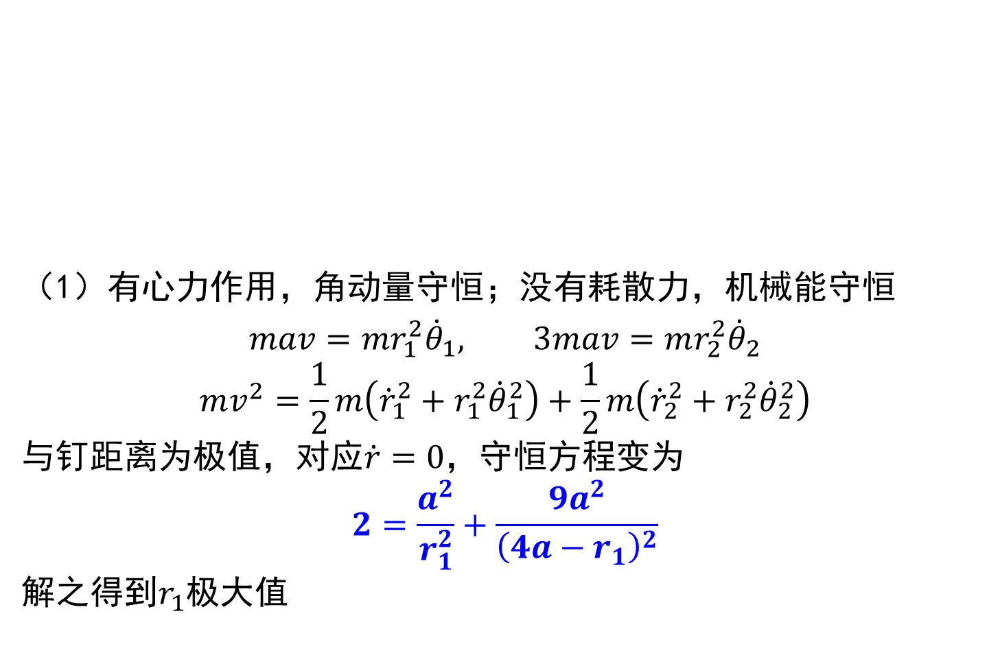 （1）有心力作用，角动量守恒；没有耗散力，机械能守恒
$mav = mr_1^2\dot{\theta}_1, \qquad 3mav = mr_2^2\dot{\theta}_2$
$mv^2 = \frac{1}{2}m(\dot{r}_1^2 + r_1^2\dot{\theta}_1^2) + \frac{1}{2}m(\dot{r}_2^2 + r_2^2\dot{\theta}_2^2)$
与钉距离为极值，对应$\dot{r} = 0$，守恒方程变为
$2 = \frac{a^2}{r_1^2} + \frac{9a^2}{(4a - r_1)^2}$
解之得到$r_1$极大值